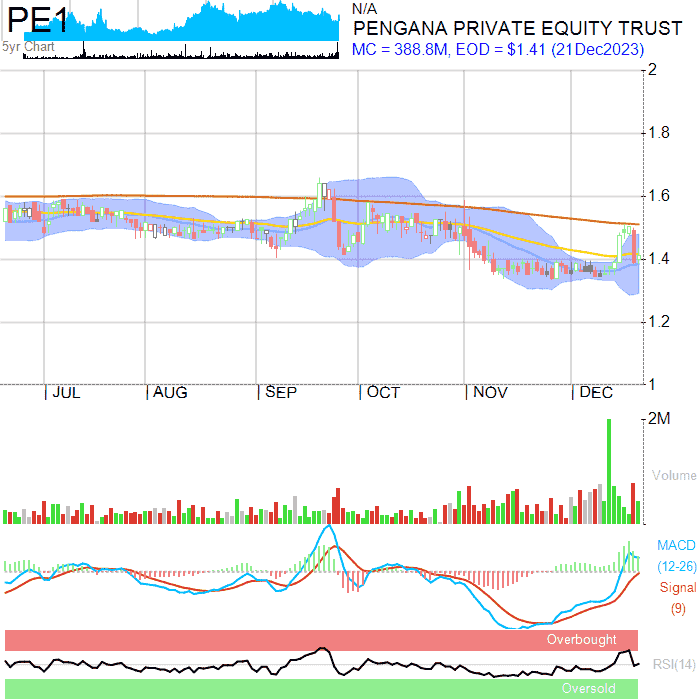 PE1
5yr Chart
N/A
PENGANA PRIVATE EQUITY TRUST
MC = 388.8M, EOD = $1.41 (21Dec2023)
2
1.8
1.6
1.4
1.2
1
JUL AUG SEP OCT NOV DEC
2M
Volume
MACD
(12-26)
Signal
(9)
Overbought
RSI(14)
Oversold